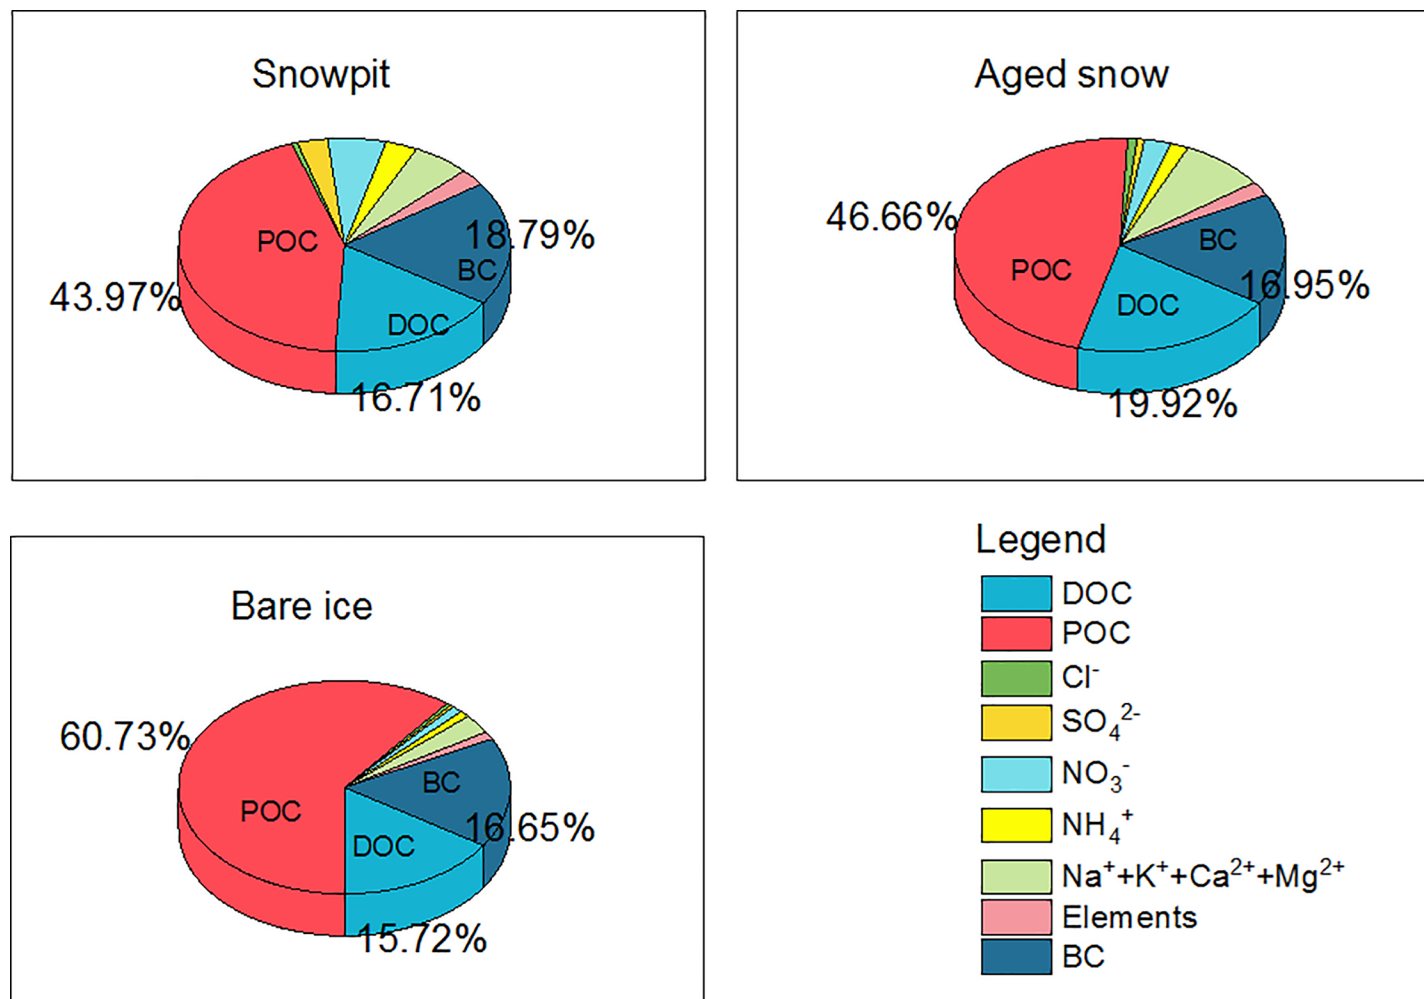 Snowpit
POC
18.79%
BC
43.97%
DOC
16.71%
Aged snow
46.66%
BC
POC
16.95%
DOC
19.92%
Bare ice
60.73%
BC
POC
16.65%
DOC
15.72%
Legend
DOC
POC
Cl⁻
SO₄²⁻
NO₃⁻
NH₄⁺
Na⁺+K⁺+Ca²⁺+Mg²⁺
Elements
BC